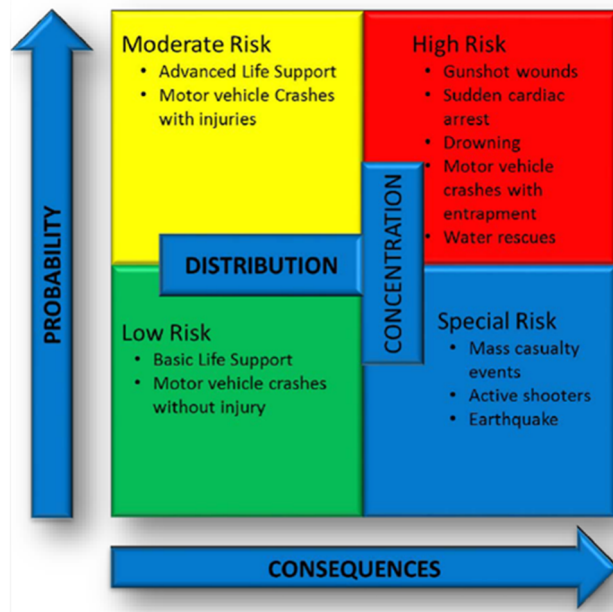 Moderate Risk
• Advanced Life Support
• Motor vehicle Crashes
with injuries
High Risk
• Gunshot wounds
• Sudden cardiac
arrest
• Drowning
• Motor vehicle
crashes with
entrapment
• Water rescues
PROBABILITY
DISTRIBUTION
CONCENTRATION
Low Risk
• Basic Life Support
• Motor vehicle crashes
without injury
Special Risk
• Mass casualty
events
• Active shooters
• Earthquake
CONSEQUENCES